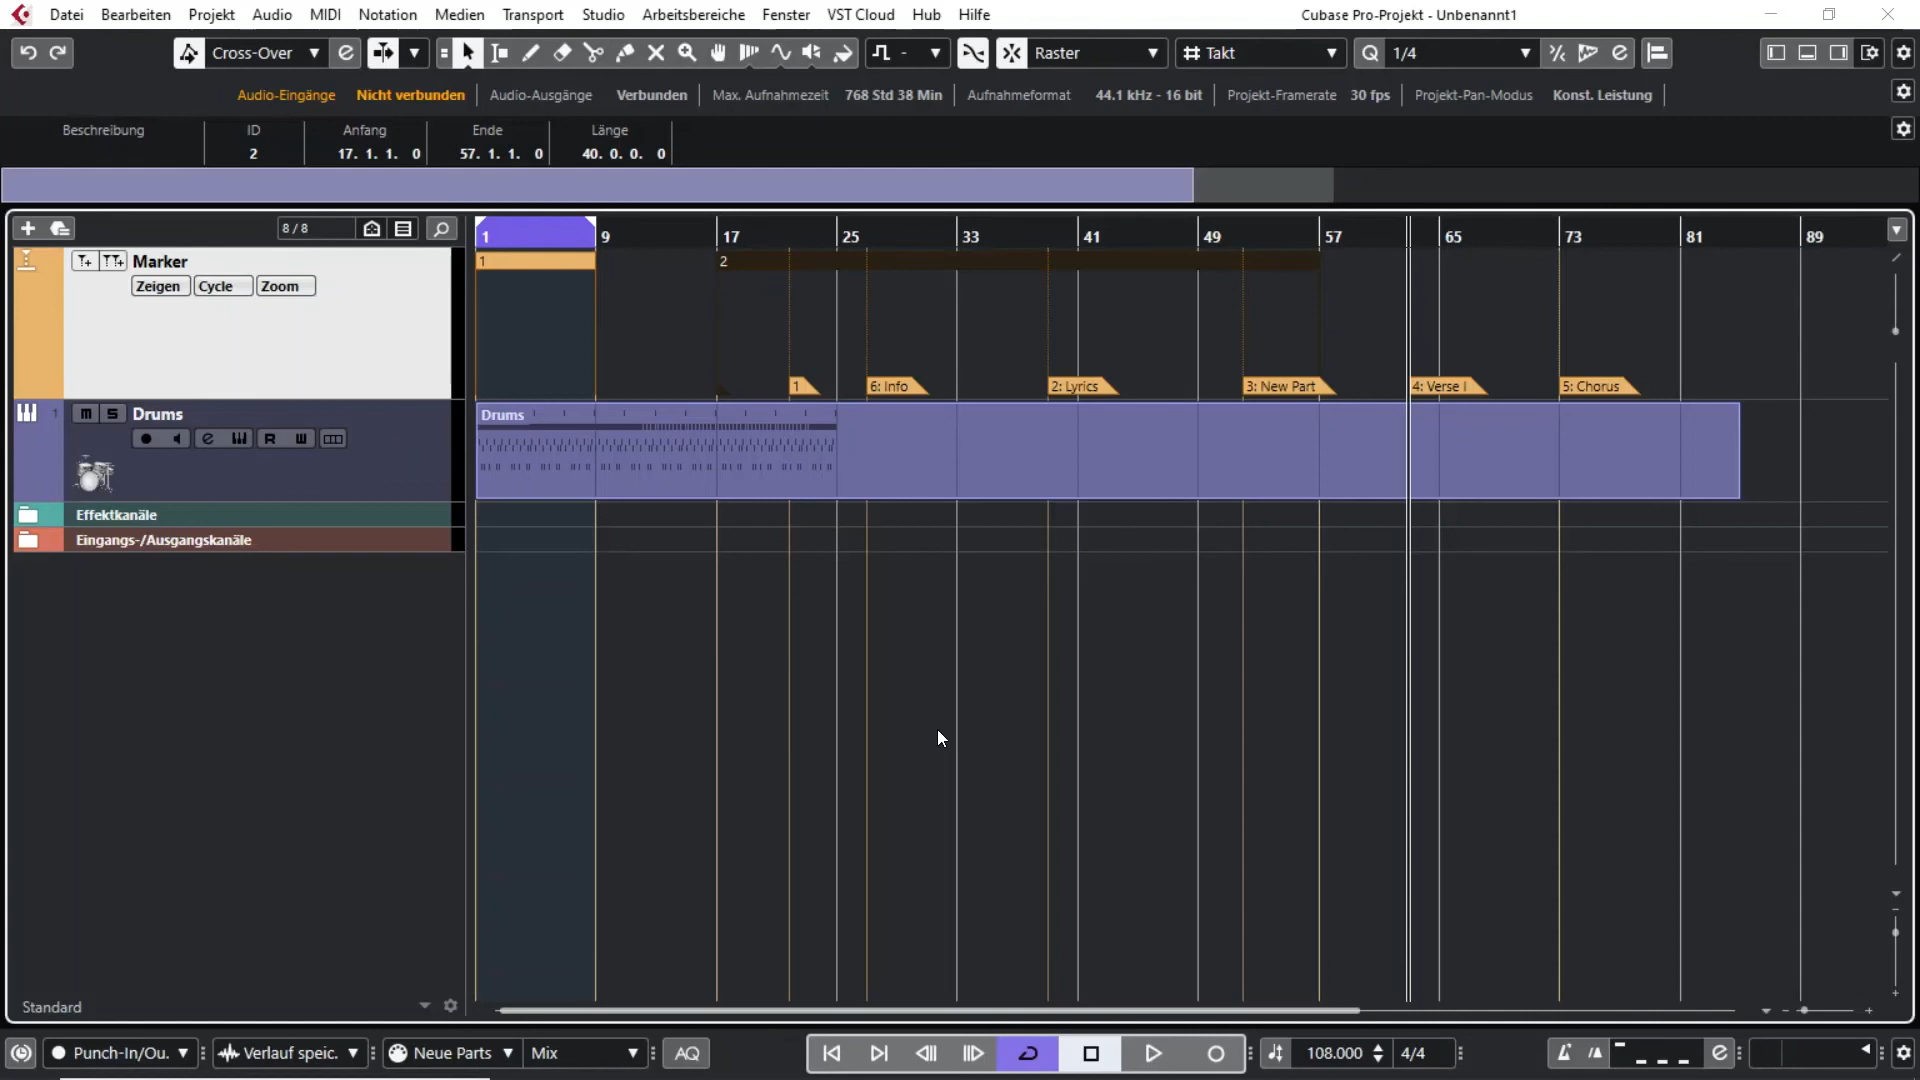 Datei Bearbeiten Projekt Audio MIDI Notation Medien Transport Studio Arbeitsbereiche Fenster VST Cloud Hub Hilfe Cubase Pro-Projekt - Unbenannt1
Cross-Over Raster Takt Q 1/4
Audio-Eingänge Nicht verbunden Audio-Ausgänge Verbunden Max. Aufnahmezeit 768 Std 38 Min Aufnahmeformat 44.1 kHz - 16 bit Projekt-Framerate 30 fps Projekt-Pan-Modus Konst. Leistung
Beschreibung ID Anfang Ende Länge
2 17. 1. 1. 0 57. 1. 1. 0 40. 0. 0. 0
8 / 8
1 9 17 25 33 41 49 57 65 73 81 89
Marker
1 2
Zeigen Cycle Zoom
1 6: Info 2: Lyrics 3: New Part 4: Verse I 5: Chorus
1 m S Drums
Drums
e R W
Effektkanäle
Eingangs-/Ausgangskanäle
Standard
Punch-In/Ou. Verlauf speic. Neue Parts Mix AQ 108.000 4/4